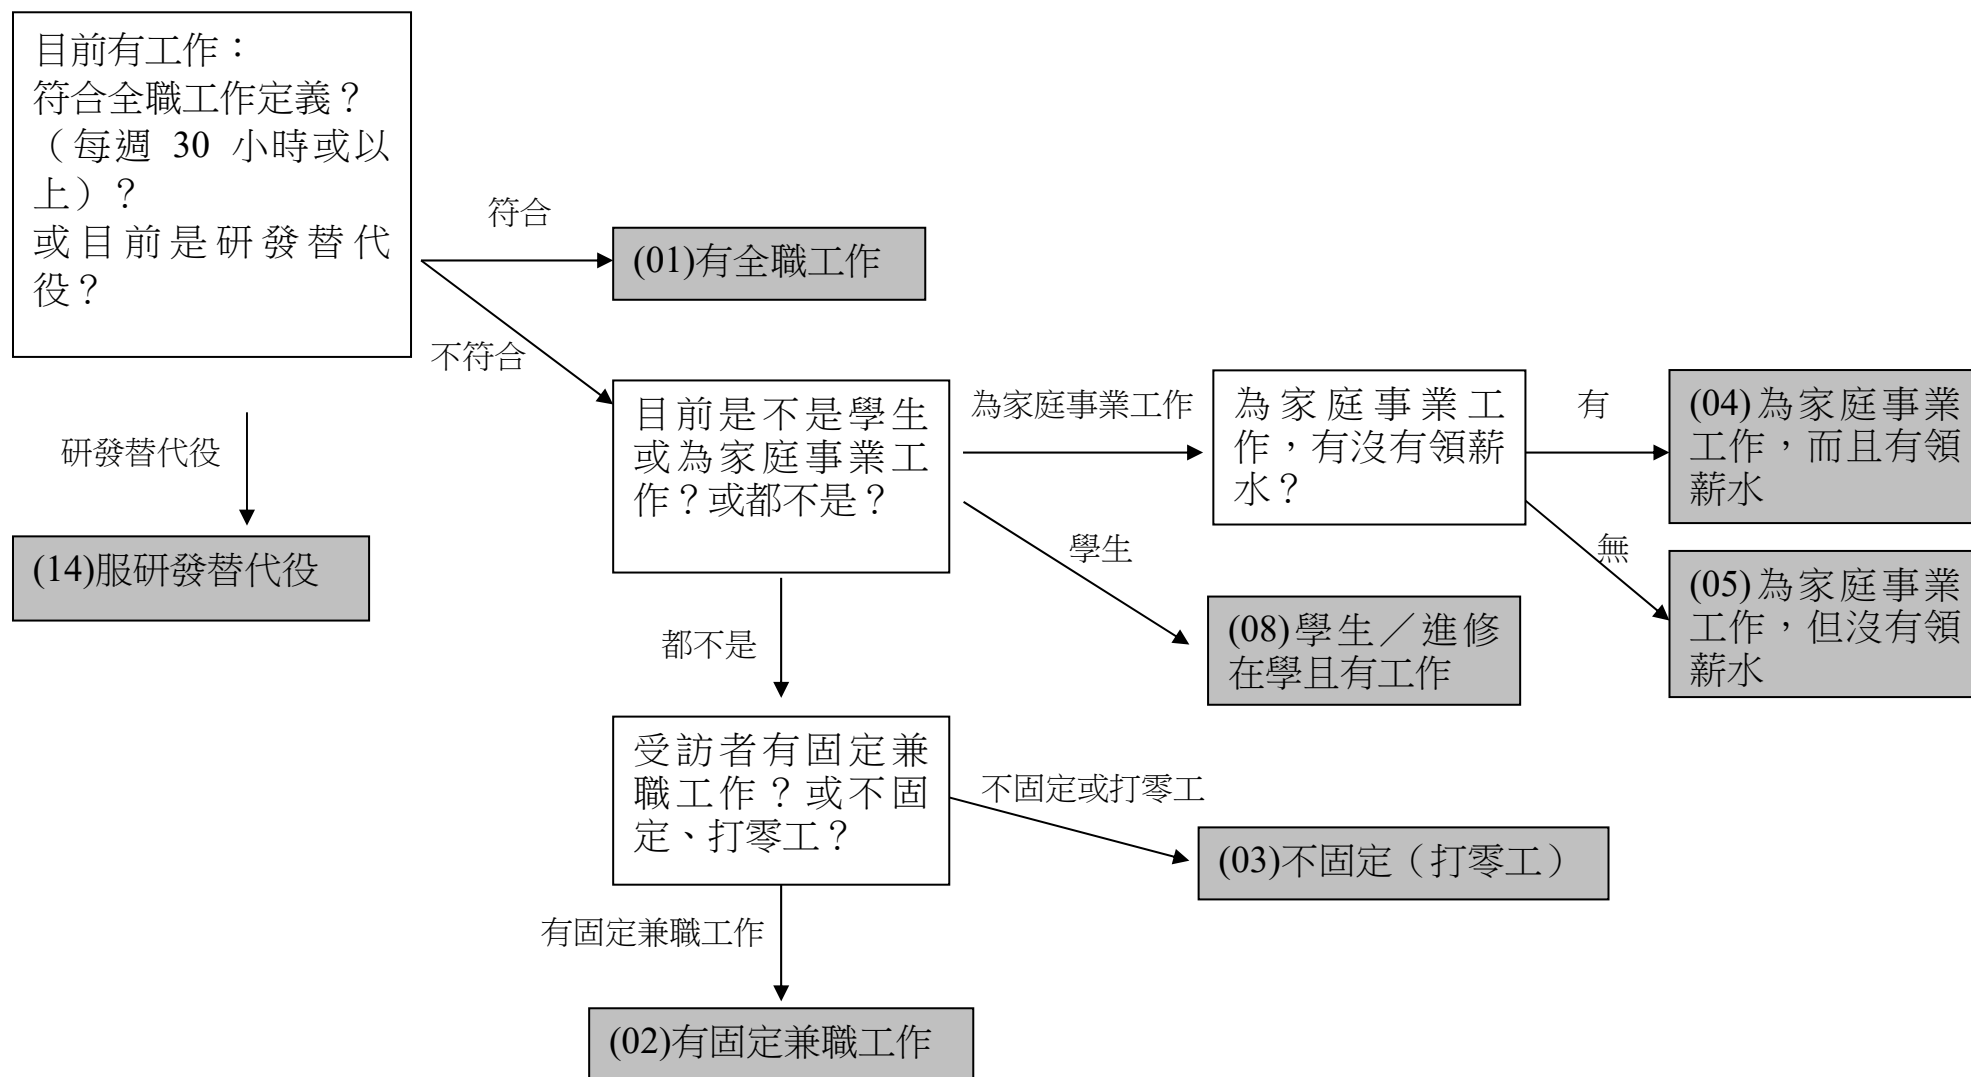 目前有工作：
符合全職工作定義？
（每週 30 小時或以
上）？
或目前是研發替代
役？
符合
(01)有全職工作
不符合
研發替代役
(14)服研發替代役
目前是不是學生
或為家庭事業工
作？或都不是？
為家庭事業工作
為家庭事業工
作，有沒有領薪
水？
有
(04)為家庭事業
工作，而且有領
薪水
無
(05)為家庭事業
工作，但沒有領
薪水
學生
(08)學生／進修
在學且有工作
都不是
受訪者有固定兼
職工作？或不固
定、打零工？
不固定或打零工
(03)不固定（打零工）
有固定兼職工作
(02)有固定兼職工作